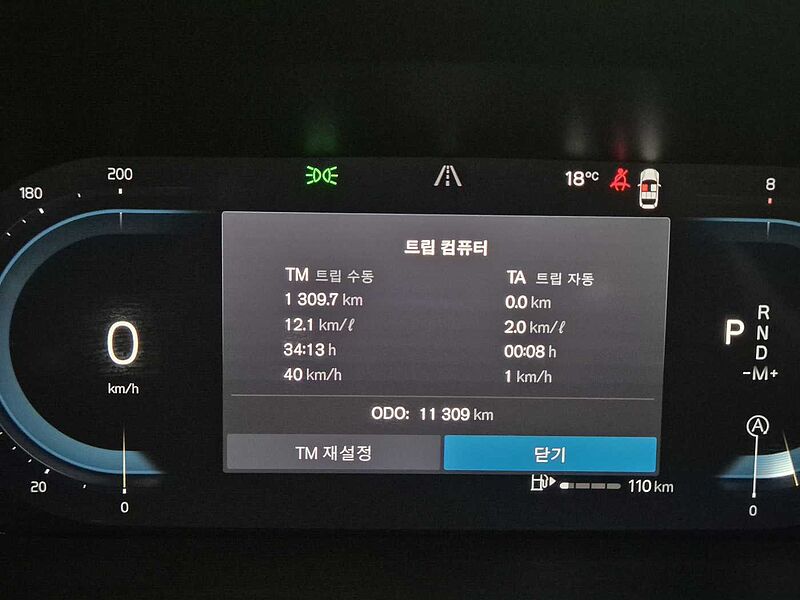 200
180
18°C
8
트립 컴퓨터
TM 트립 수동
TA 트립 자동
1 309.7 km
0.0 km
12.1 km/ℓ
2.0 km/ℓ
34:13 h
00:08 h
40 km/h
1 km/h
ODO: 11 309 km
TM 재설정
닫기
0
km/h
P
R
N
D
-M+
A
20
0
110 km
0